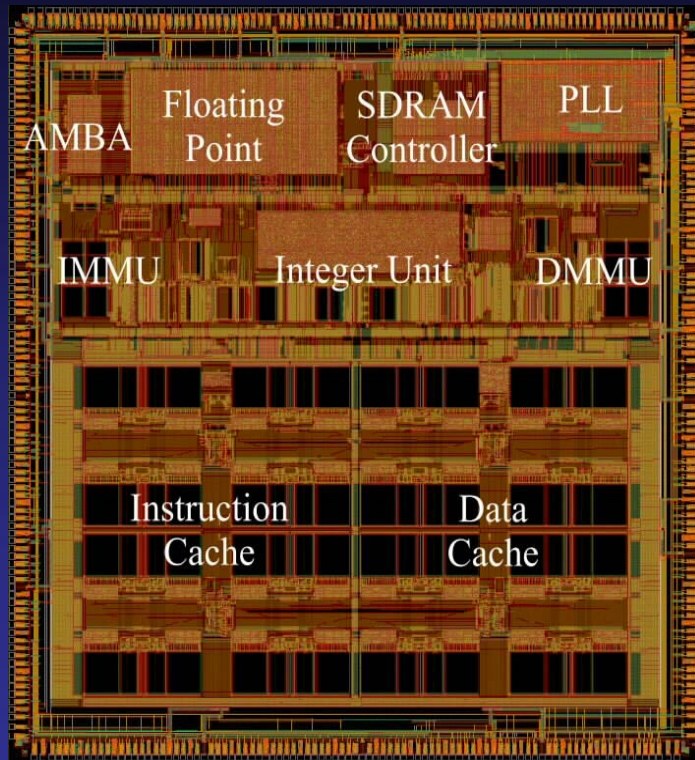 AMBA
Floating
Point
SDRAM
Controller
PLL
IMMU
Integer Unit
DMMU
Instruction
Cache
Data
Cache